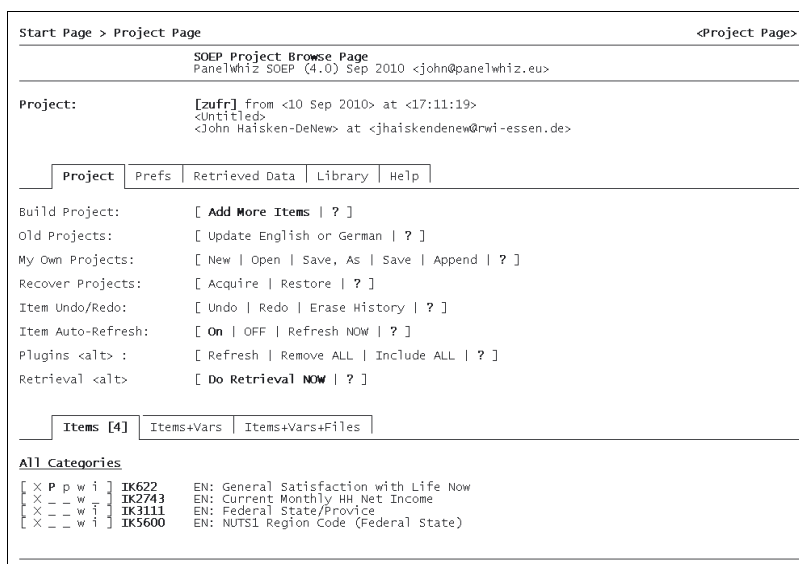 Start Page > Project Page <Project Page>
SOEP Project Browse Page
PanelWhiz SOEP (4.0) Sep 2010 <john@panelwhiz.eu>
Project: [zufr] from <10 Sep 2010> at <17:11:19>
<Untitled>
<John Haisken-DeNew> at <jhaiskendenew@rwi-essen.de>
Project | Prefs | Retrieved Data | Library | Help
Build Project: [ Add More Items | ? ]
Old Projects: [ Update English or German | ? ]
My Own Projects: [ New | Open | Save, As | Save | Append | ? ]
Recover Projects: [ Acquire | Restore | ? ]
Item Undo/Redo: [ Undo | Redo | Erase History | ? ]
Item Auto-Refresh: [ On | OFF | Refresh NOW | ? ]
Plugins <alt> : [ Refresh | Remove ALL | Include ALL | ? ]
Retrieval <alt> [ Do Retrieval NOW | ? ]
Items [4] | Items+Vars | Items+Vars+Files
All Categories
[ X P p w i ] IK622 EN: General Satisfaction with Life Now
[ X _ _ w _ ] IK2743 EN: Current Monthly HH Net Income
[ X _ _ w i ] IK3111 EN: Federal State/Provice
[ X _ _ w i ] IK5600 EN: NUTS1 Region Code (Federal State)